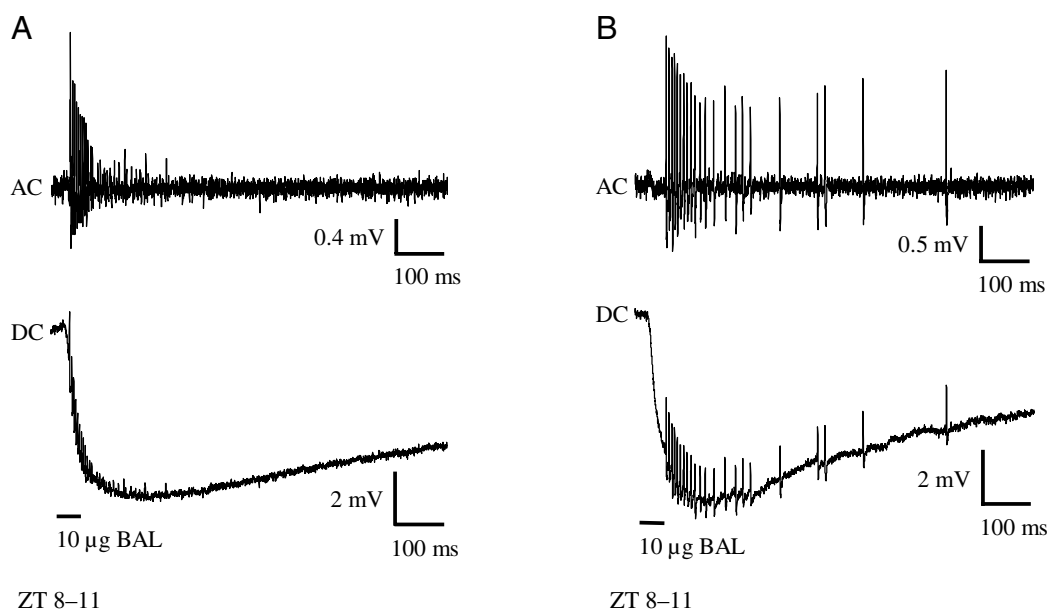 A
AC
0.4 mV
100 ms
DC
2 mV
100 ms
10 µg BAL
ZT 8–11
B
AC
0.5 mV
100 ms
DC
2 mV
100 ms
10 µg BAL
ZT 8–11